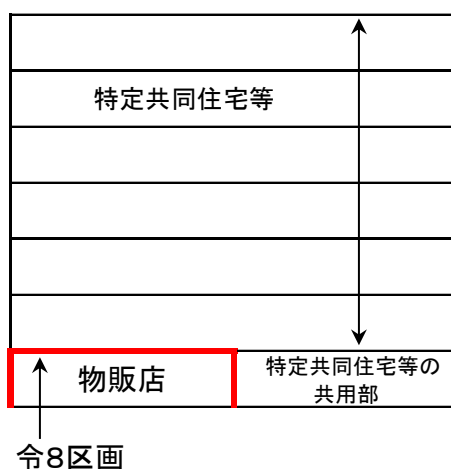 特定共同住宅等
物販店
特定共同住宅等の
共用部
令８区画